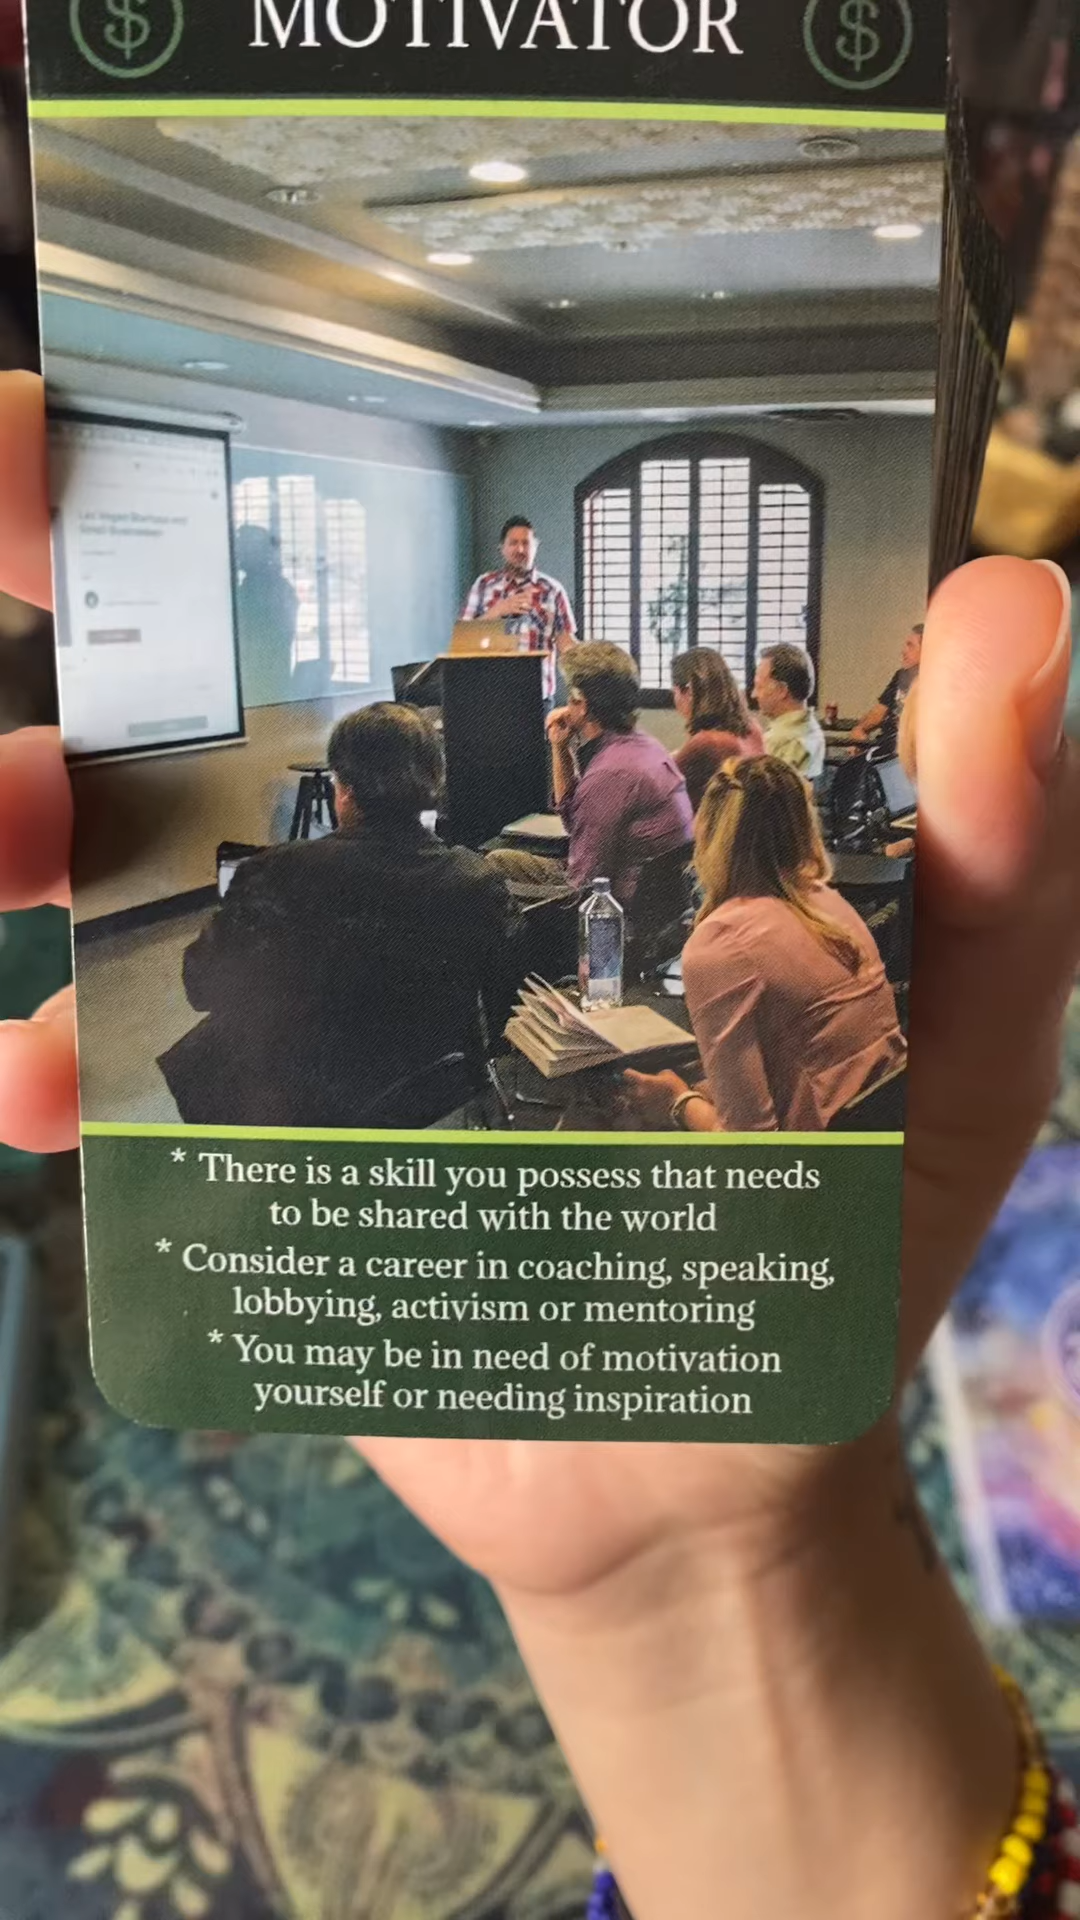 $ MOTIVATOR $
* There is a skill you possess that needs
to be shared with the world
* Consider a career in coaching, speaking,
lobbying, activism or mentoring
* You may be in need of motivation
yourself or needing inspiration